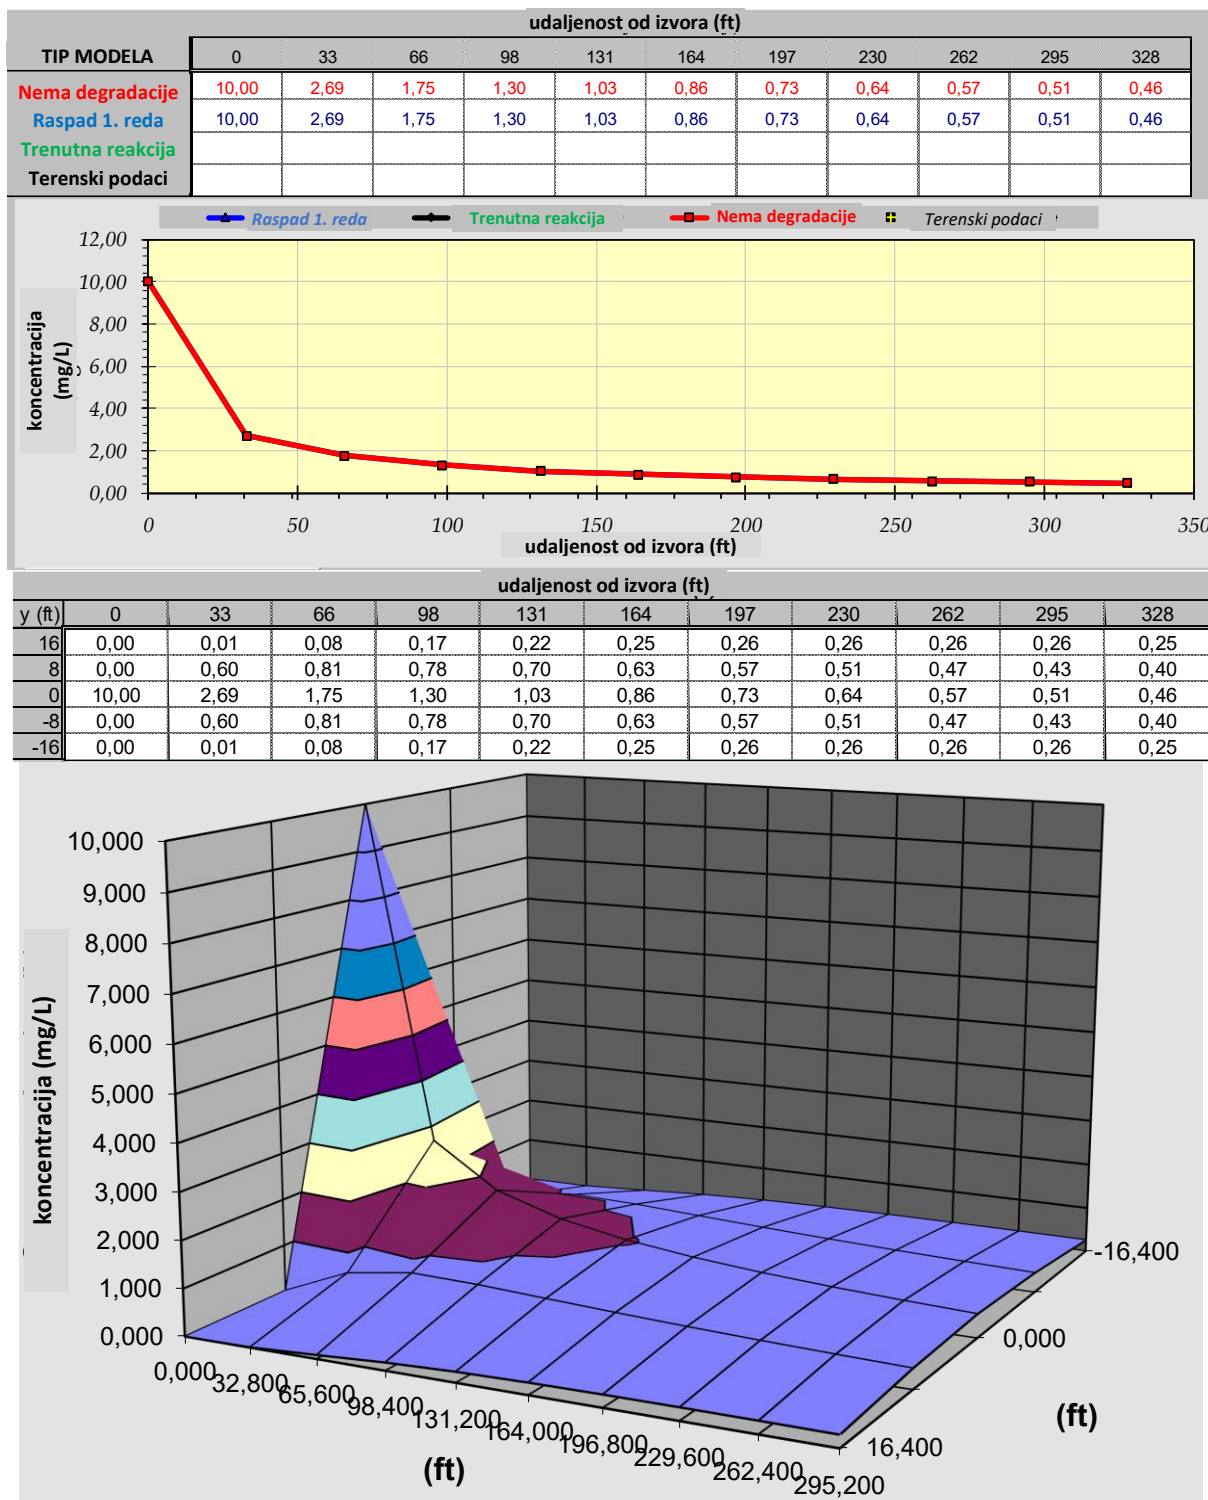 udaljenost od izvora (ft)
TIP MODELA 0 33 66 98 131 164 197 230 262 295 328
Nema degradacije 10,00 2,69 1,75 1,30 1,03 0,86 0,73 0,64 0,57 0,51 0,46
Raspad 1. reda 10,00 2,69 1,75 1,30 1,03 0,86 0,73 0,64 0,57 0,51 0,46
Trenutna reakcija
Terenski podaci
Raspad 1. reda Trenutna reakcija Nema degradacije Terenski podaci
koncentracija
(mg/L)
12,00
10,00
8,00
6,00
4,00
2,00
0,00
0 50 100 150 200 250 300 350
udaljenost od izvora (ft)
udaljenost od izvora (ft)
y (ft) 0 33 66 98 131 164 197 230 262 295 328
16 0,00 0,01 0,08 0,17 0,22 0,25 0,26 0,26 0,26 0,26 0,25
8 0,00 0,60 0,81 0,78 0,70 0,63 0,57 0,51 0,47 0,43 0,40
0 10,00 2,69 1,75 1,30 1,03 0,86 0,73 0,64 0,57 0,51 0,46
-8 0,00 0,60 0,81 0,78 0,70 0,63 0,57 0,51 0,47 0,43 0,40
-16 0,00 0,01 0,08 0,17 0,22 0,25 0,26 0,26 0,26 0,26 0,25
koncentracija (mg/L)
10,000
9,000
8,000
7,000
6,000
5,000
4,000
3,000
2,000
1,000
0,000
0,000 32,800 65,600 98,400 131,200 164,000 196,800 229,600 262,400 295,200
(ft)
-16,400
0,000
16,400
(ft)